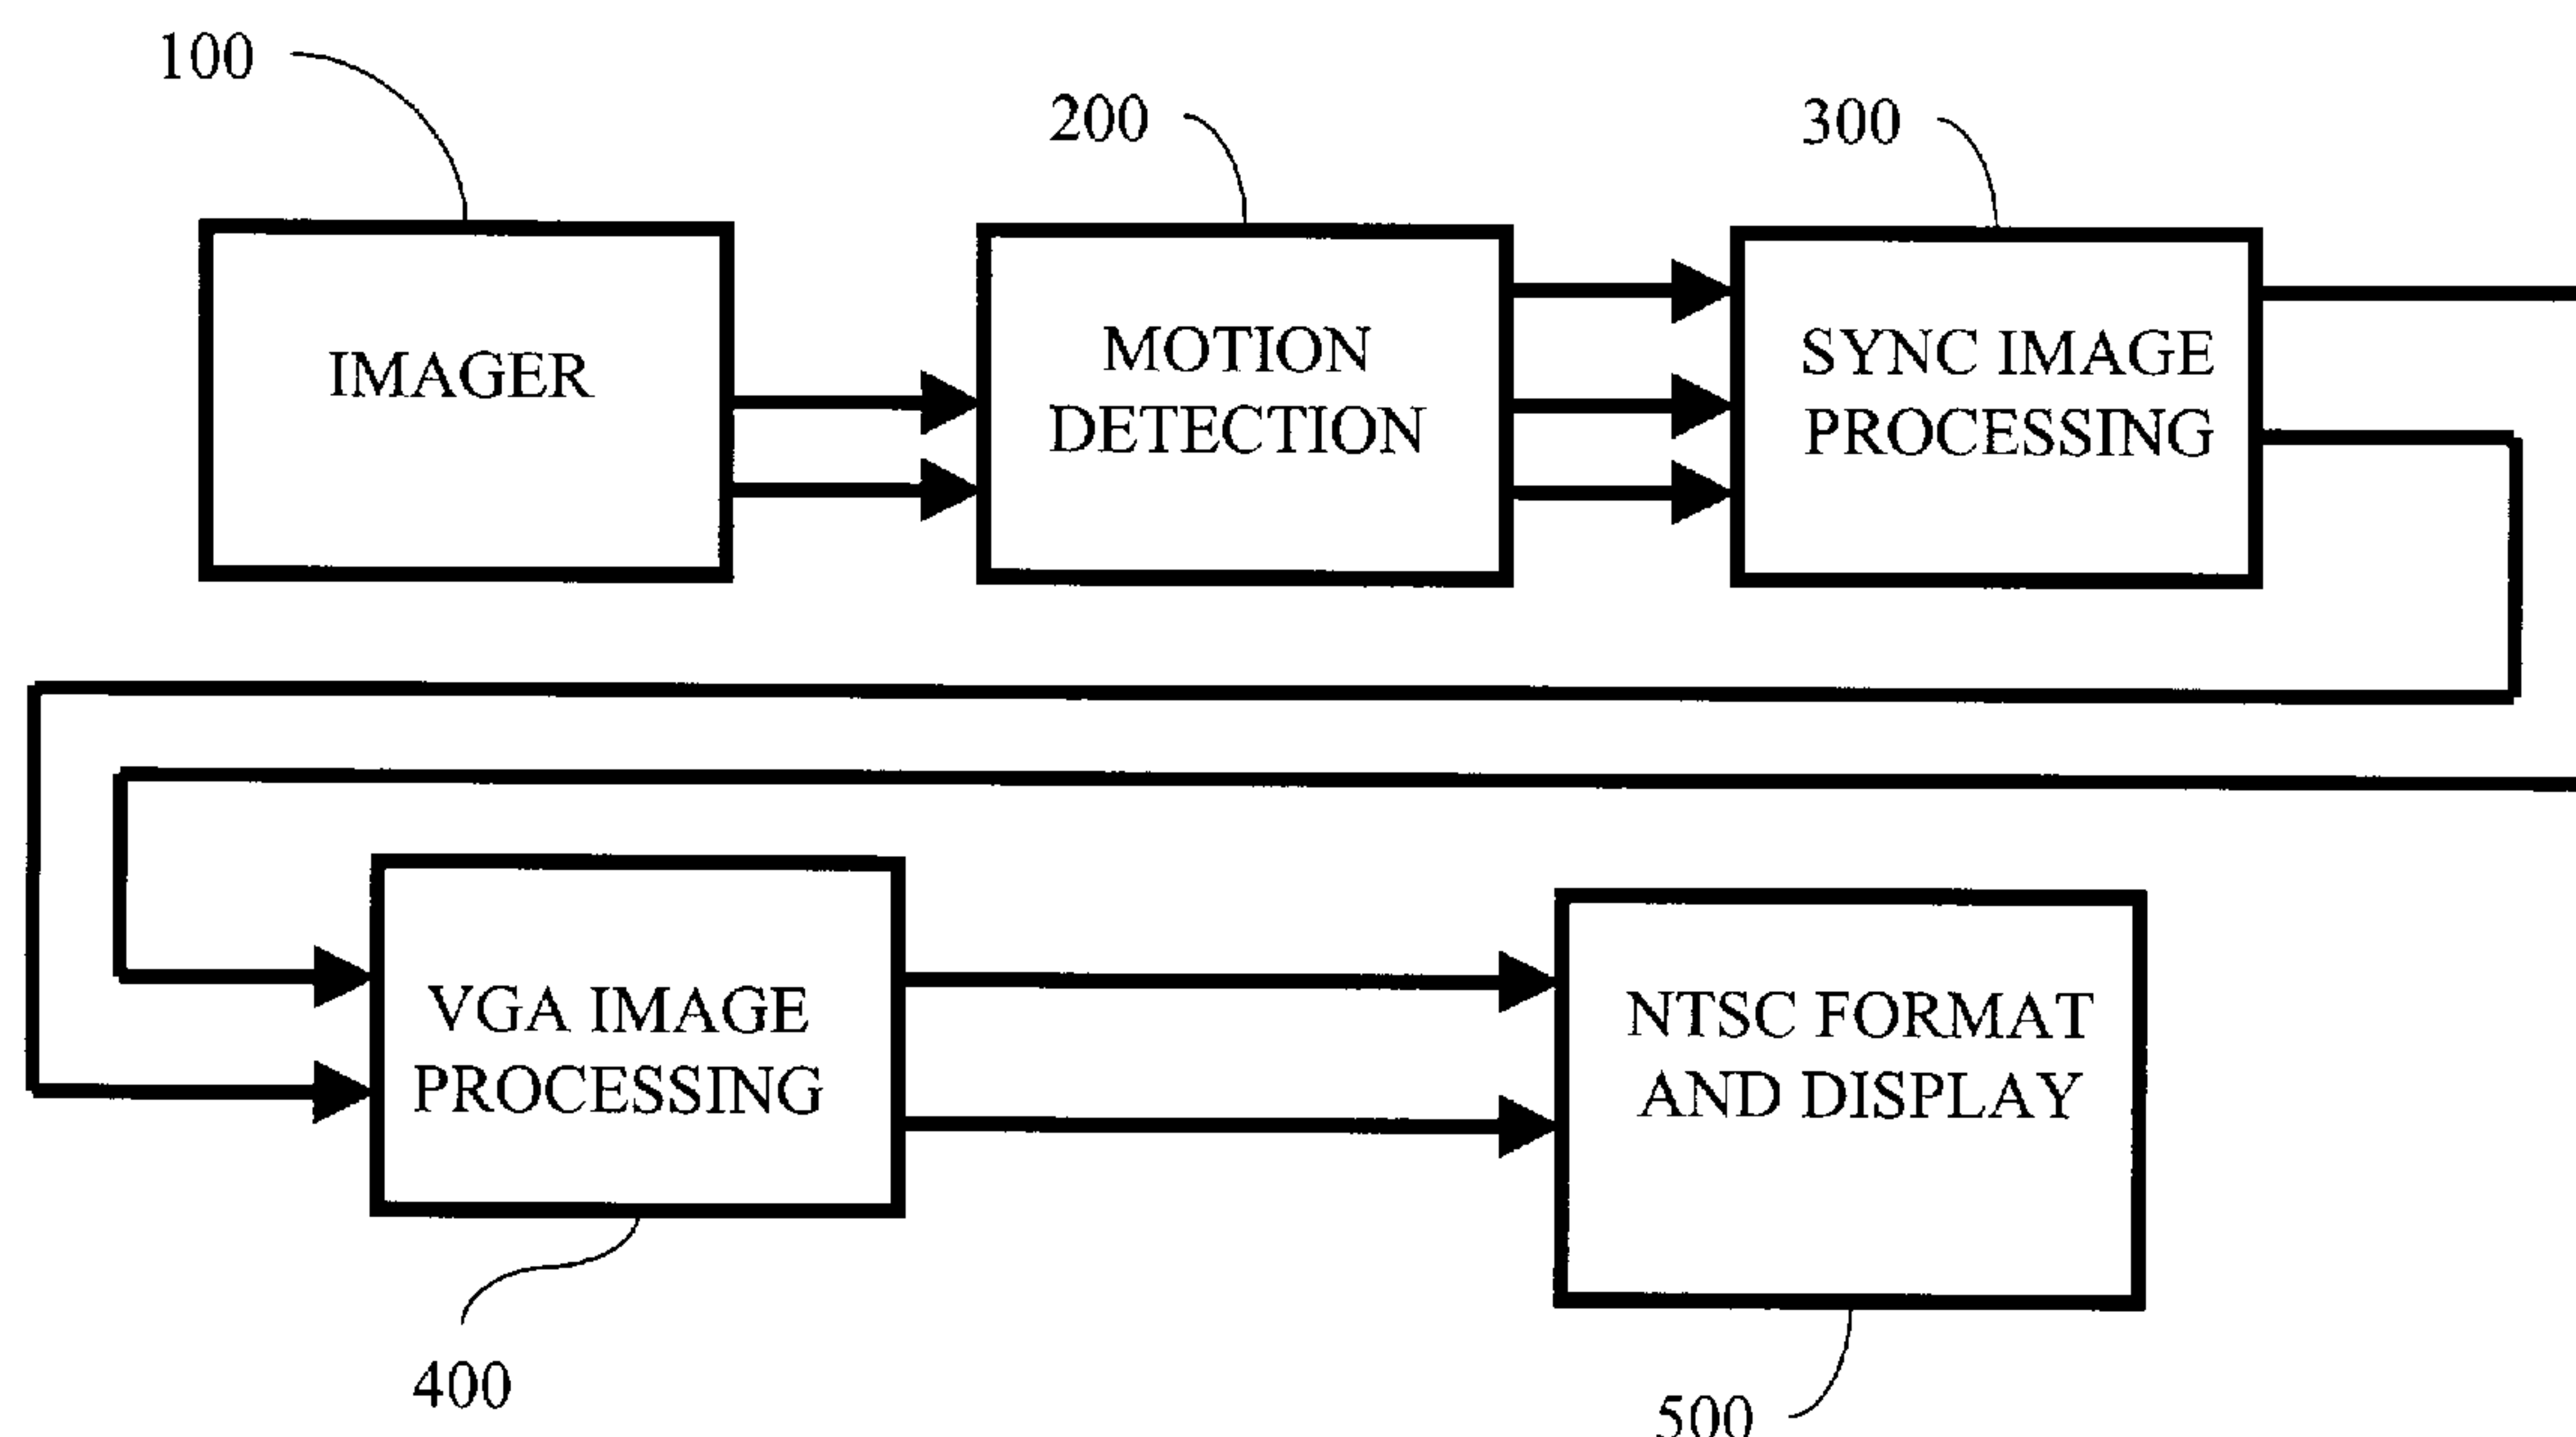 100
200
300
IMAGER
MOTION
DETECTION
SYNC IMAGE
PROCESSING
VGA IMAGE
PROCESSING
NTSC FORMAT
AND DISPLAY
400
500